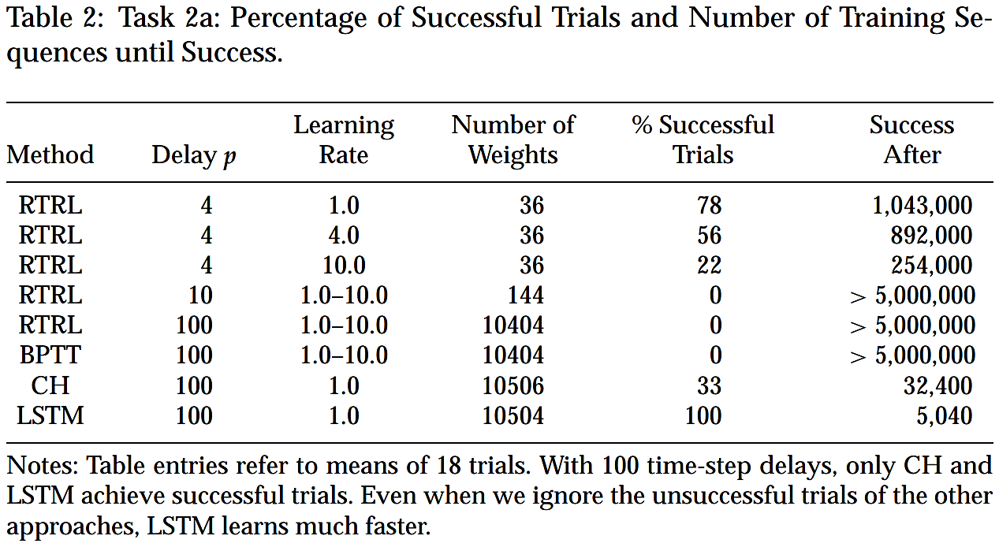 Table 2: Task 2a: Percentage of Successful Trials and Number of Training Se-
quences until Success.
Learning Number of % Successful Success
Method Delay p Rate Weights Trials After
RTRL 4 1.0 36 78 1,043,000
RTRL 4 4.0 36 56 892,000
RTRL 4 10.0 36 22 254,000
RTRL 10 1.0–10.0 144 0 > 5,000,000
RTRL 100 1.0–10.0 10404 0 > 5,000,000
BPTT 100 1.0–10.0 10404 0 > 5,000,000
CH 100 1.0 10506 33 32,400
LSTM 100 1.0 10504 100 5,040
Notes: Table entries refer to means of 18 trials. With 100 time-step delays, only CH and
LSTM achieve successful trials. Even when we ignore the unsuccessful trials of the other
approaches, LSTM learns much faster.